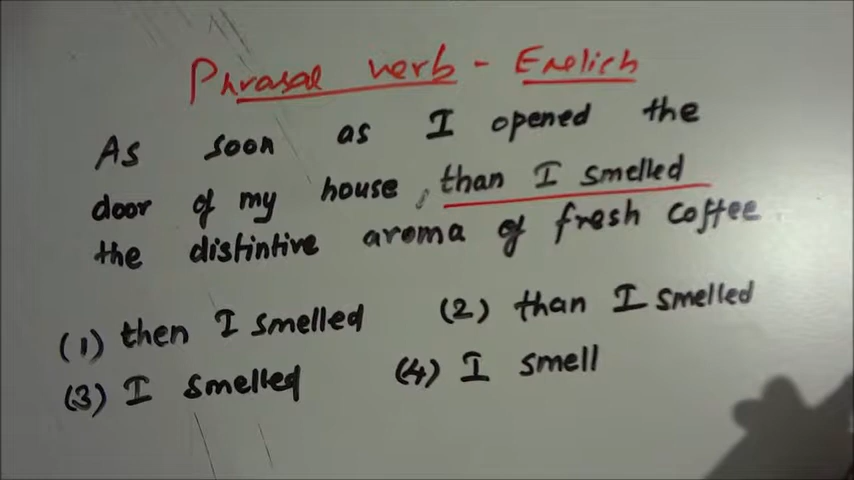 Phrasal verb - Enelich
As soon as I opened the
door of my house, than I smelled
the distintive aroma of fresh coffee
(1) then I smelled (2) than I smelled
(3) I smelled (4) I smell